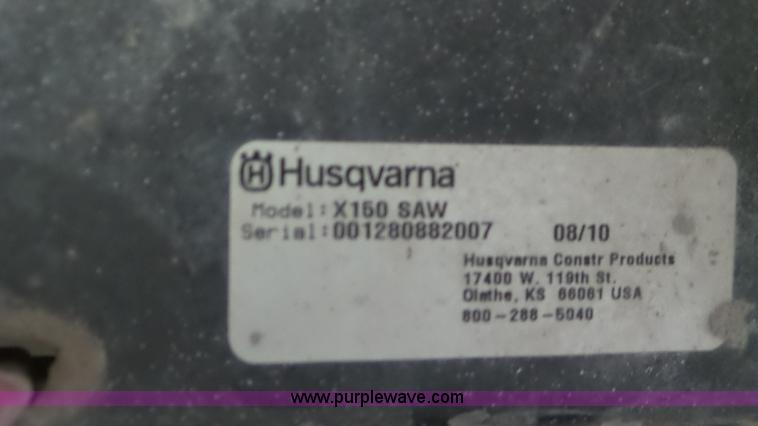 Husqvarna
Model: X150 SAW
Serial: 001280882007 08/10
Husqvarna Constr Products
17400 W. 119th St.
Olathe, KS 66061 USA
800-288-5040
www.purplewave.com